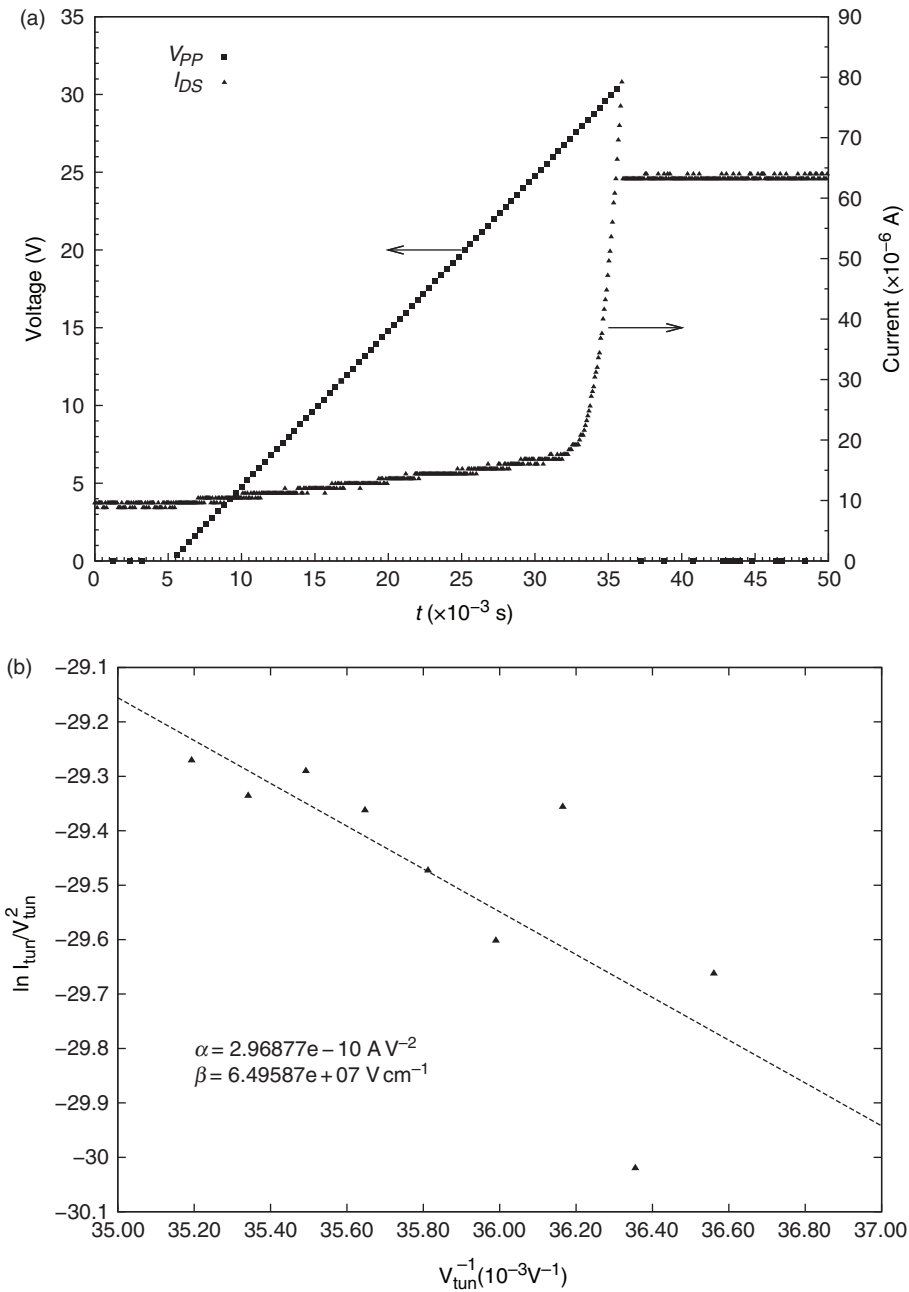 (a)
35
30
25
20
15
10
5
0
Voltage (V)
V_PP
I_DS
90
80
70
60
50
40
30
20
10
0
Current (×10⁻⁶ A)
0 5 10 15 20 25 30 35 40 45 50
t (×10⁻³ s)
(b)
−29.1
−29.2
−29.3
−29.4
−29.5
−29.6
−29.7
−29.8
−29.9
−30
−30.1
ln I_tun/V²_tun
α = 2.96877e − 10 A V⁻²
β = 6.49587e + 07 V cm⁻¹
35.00 35.20 35.40 35.60 35.80 36.00 36.20 36.40 36.60 36.80 37.00
V⁻¹_tun(10⁻³V⁻¹)